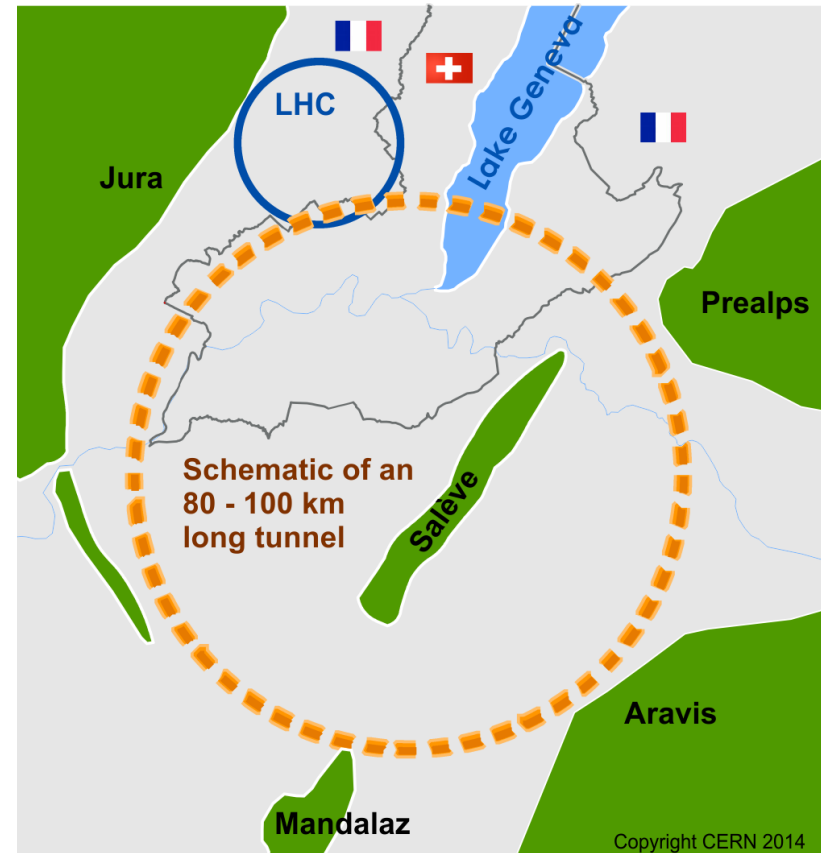 LHC
Lake Geneva
Jura
Prealps
Schematic of an
80 - 100 km
long tunnel
Salève
Aravis
Mandalaz
Copyright CERN 2014